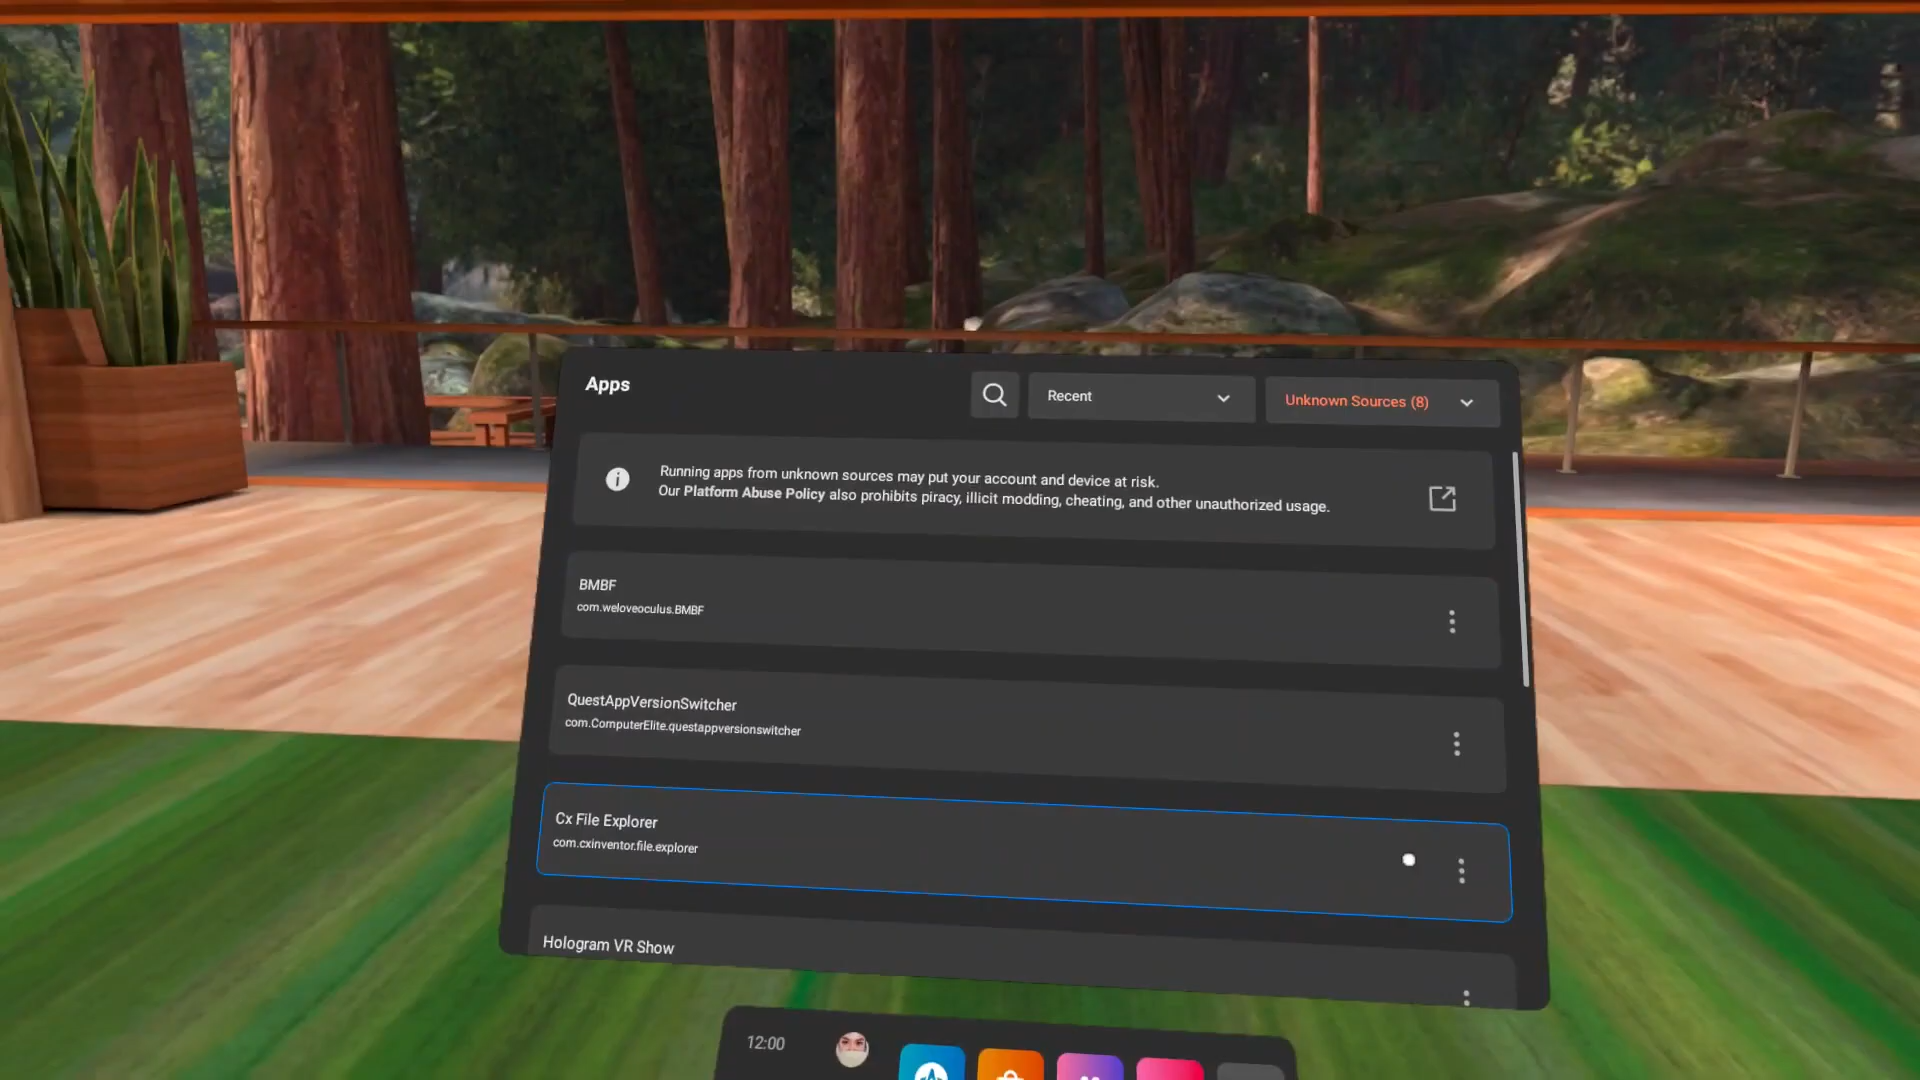 Apps
Recent
Unknown Sources (8)
Running apps from unknown sources may put your account and device at risk.
Our Platform Abuse Policy also prohibits piracy, illicit modding, cheating, and other unauthorized usage.
BMBF
com.weloveoculus.BMBF
QuestAppVersionSwitcher
com.ComputerElite.questappversionswitcher
Cx File Explorer
com.cxinventor.file.explorer
Hologram VR Show
12:00